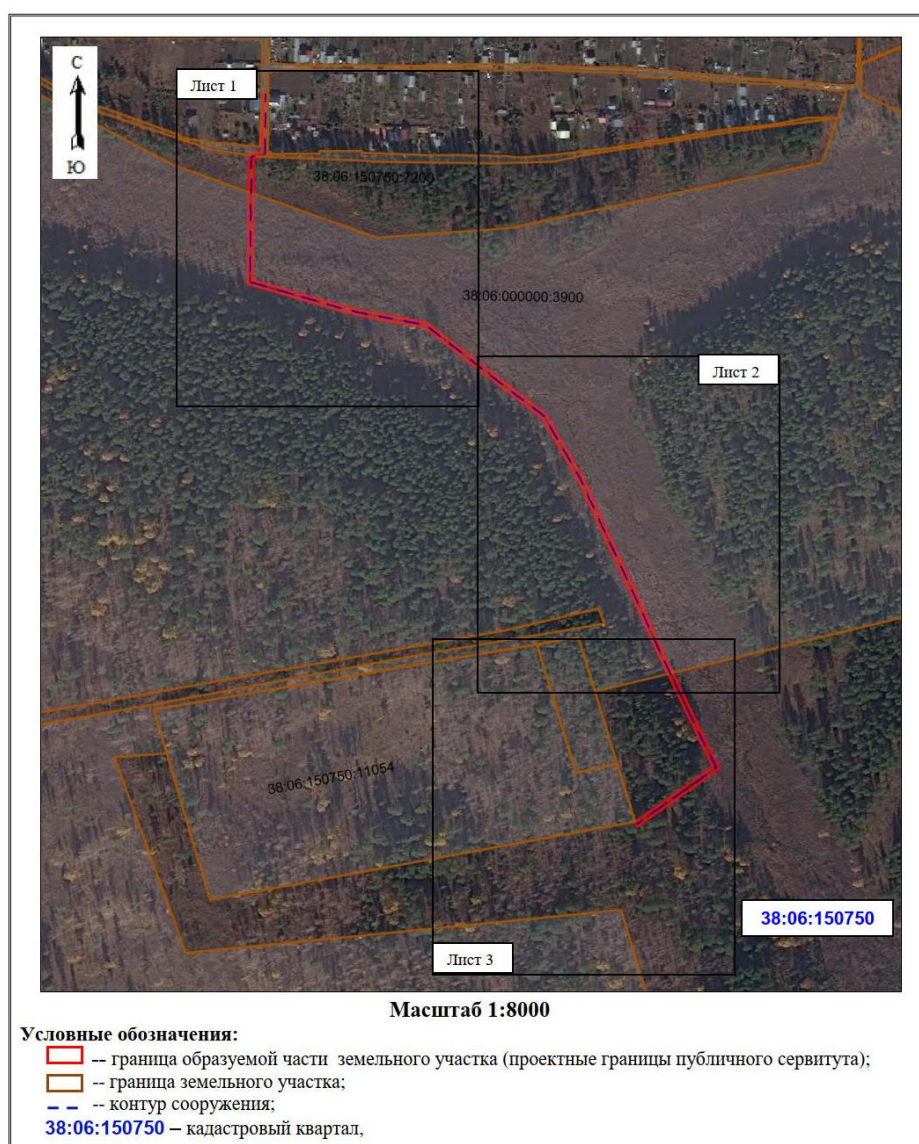 С
Ю
Лист 1
38:06:150750:7200
38:06:000000:3900
Лист 2
38:06:150750:11054
38:06:150750
Лист 3
Масштаб 1:8000
Условные обозначения:
-- граница образуемой части земельного участка (проектные границы публичного сервитута);
-- граница земельного участка;
-- контур сооружения;
38:06:150750 – кадастровый квартал,